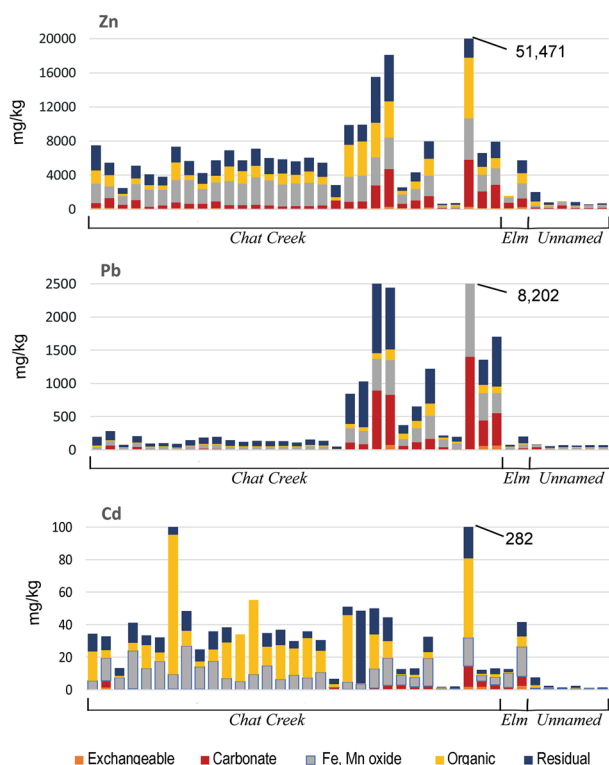 Zn
20000
16000
12000
8000
4000
0
mg/kg
51,471
Chat Creek Elm Unnamed
Pb
2500
2000
1500
1000
500
0
mg/kg
8,202
Chat Creek Elm Unnamed
Cd
100
80
60
40
20
0
mg/kg
282
Chat Creek Elm Unnamed
Exchangeable Carbonate Fe, Mn oxide Organic Residual